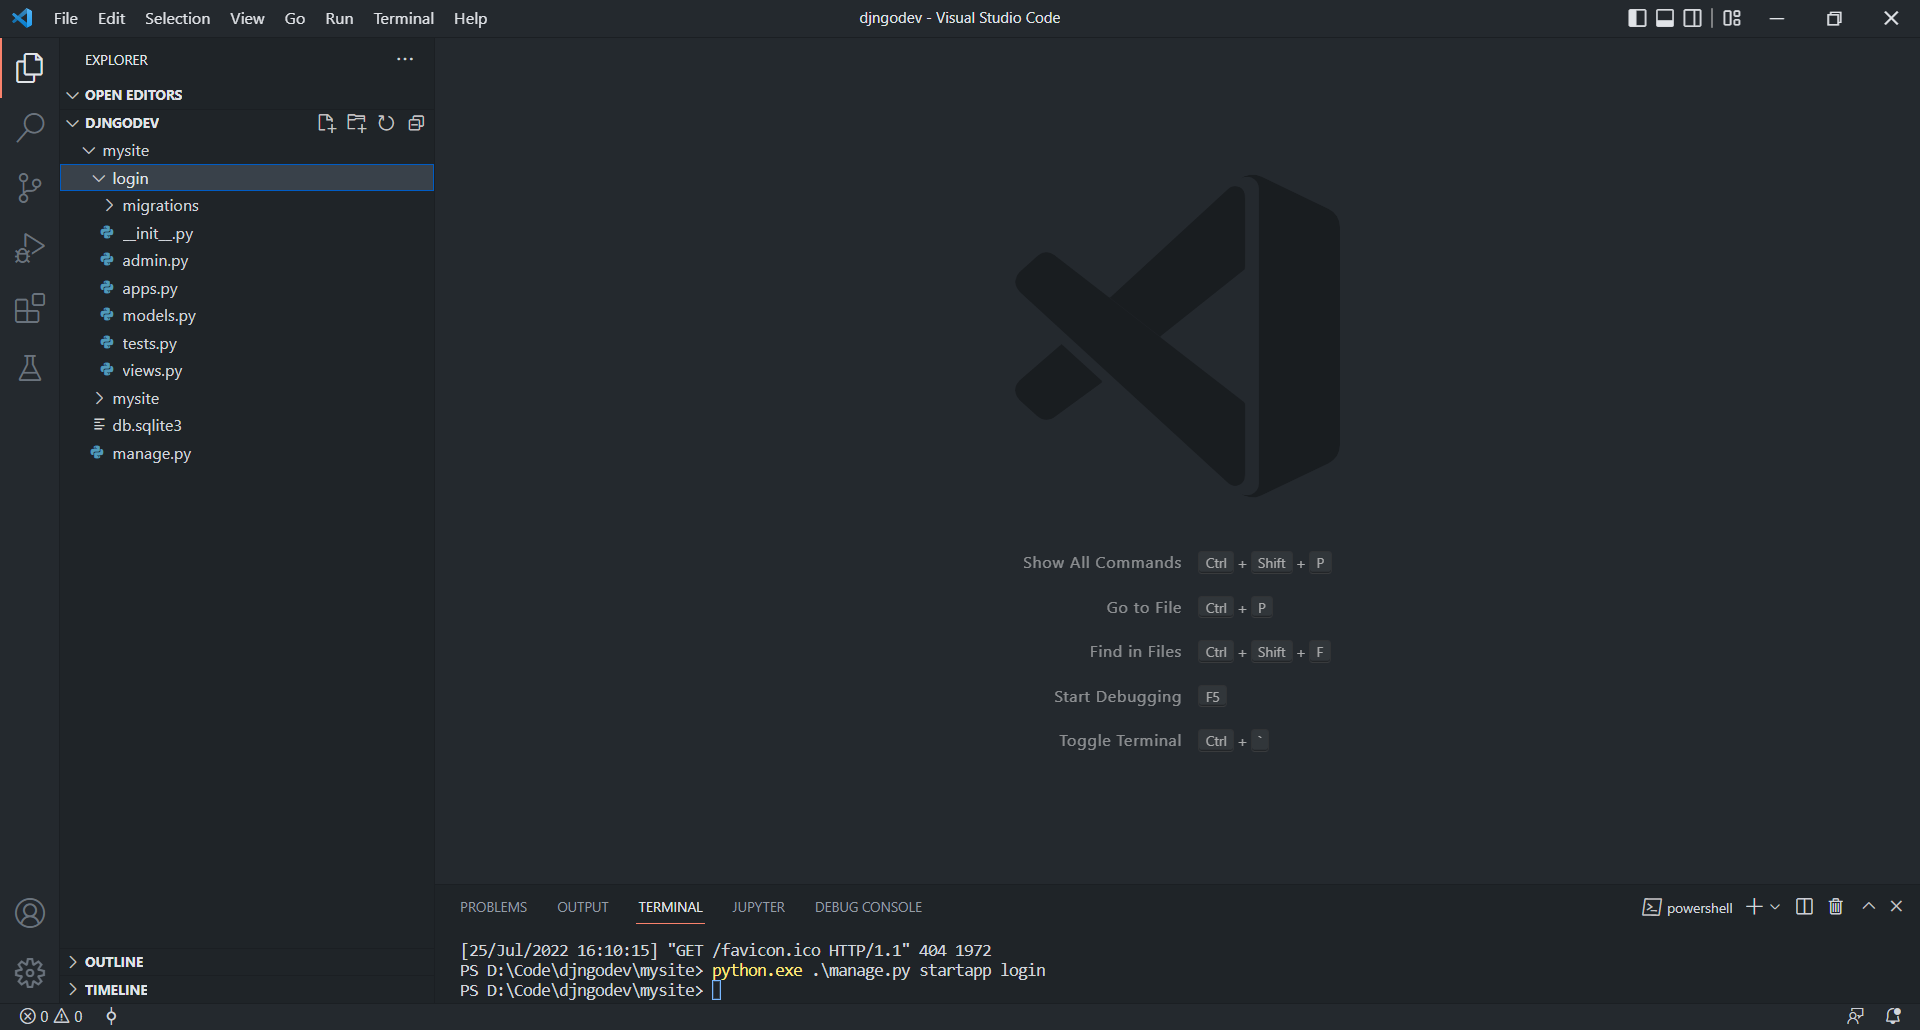 File Edit Selection View Go Run Terminal Help
djngodev - Visual Studio Code
EXPLORER
OPEN EDITORS
DJNGODEV
mysite
login
migrations
__init__.py
admin.py
apps.py
models.py
tests.py
views.py
mysite
db.sqlite3
manage.py
OUTLINE
TIMELINE
Show All Commands Ctrl + Shift + P
Go to File Ctrl + P
Find in Files Ctrl + Shift + F
Start Debugging F5
Toggle Terminal Ctrl + `
PROBLEMS OUTPUT TERMINAL JUPYTER DEBUG CONSOLE
powershell
[25/Jul/2022 16:10:15] "GET /favicon.ico HTTP/1.1" 404 1972
PS D:\Code\djngodev\mysite> python.exe .\manage.py startapp login
PS D:\Code\djngodev\mysite>
0 0